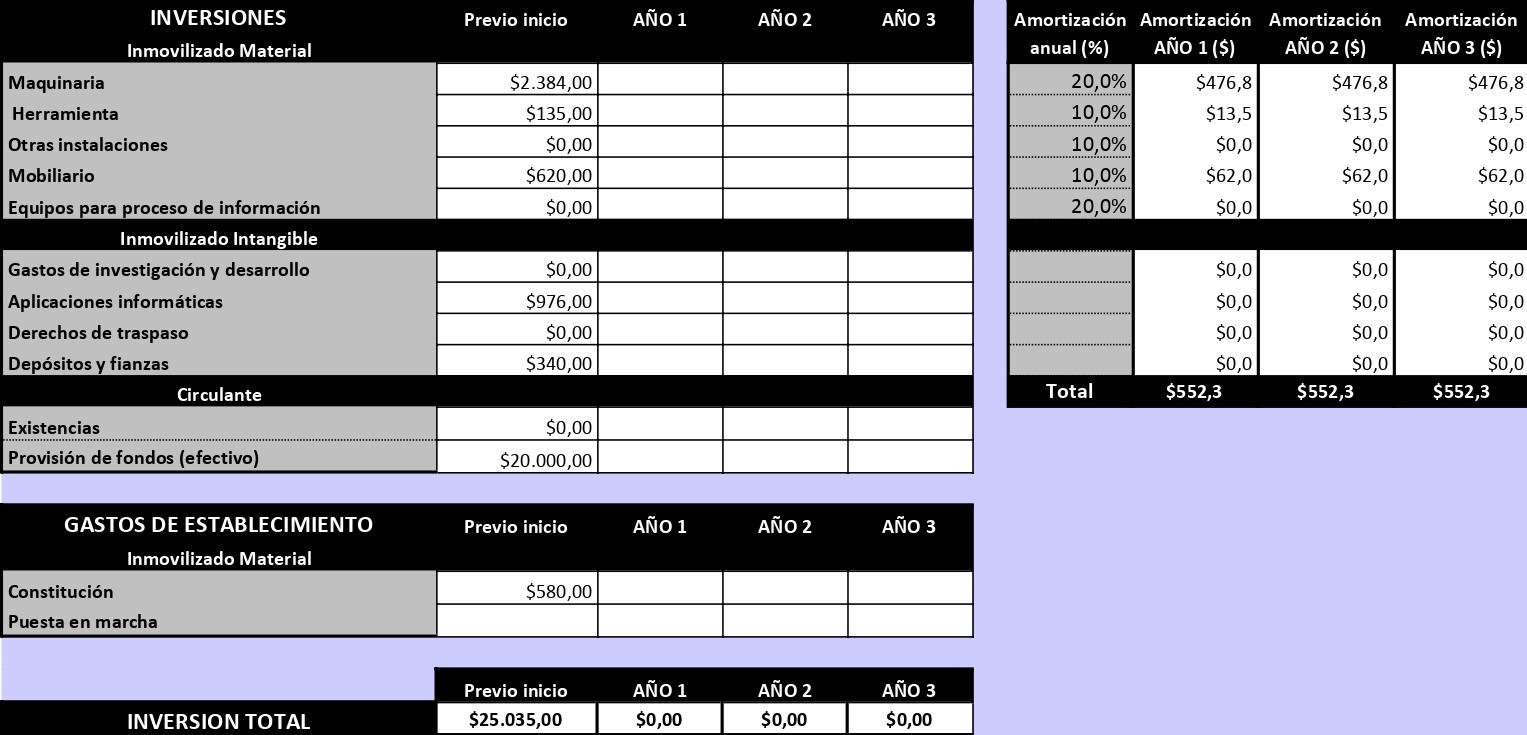 INVERSIONES Previo inicio AÑO 1 AÑO 2 AÑO 3 Amortización Amortización Amortización Amortización
Inmovilizado Material anual (%) AÑO 1 ($) AÑO 2 ($) AÑO 3 ($)
Maquinaria $2.384,00 20,0% $476,8 $476,8 $476,8
Herramienta $135,00 10,0% $13,5 $13,5 $13,5
Otras instalaciones $0,00 10,0% $0,0 $0,0 $0,0
Mobiliario $620,00 10,0% $62,0 $62,0 $62,0
Equipos para proceso de información $0,00 20,0% $0,0 $0,0 $0,0
Inmovilizado Intangible
Gastos de investigación y desarrollo $0,00 $0,0 $0,0 $0,0
Aplicaciones informáticas $976,00 $0,0 $0,0 $0,0
Derechos de traspaso $0,00 $0,0 $0,0 $0,0
Depósitos y fianzas $340,00 $0,0 $0,0 $0,0
Circulante Total $552,3 $552,3 $552,3
Existencias $0,00
Provisión de fondos (efectivo) $20.000,00
GASTOS DE ESTABLECIMIENTO Previo inicio AÑO 1 AÑO 2 AÑO 3
Inmovilizado Material
Constitución $580,00
Puesta en marcha
Previo inicio AÑO 1 AÑO 2 AÑO 3
INVERSION TOTAL $25.035,00 $0,00 $0,00 $0,00